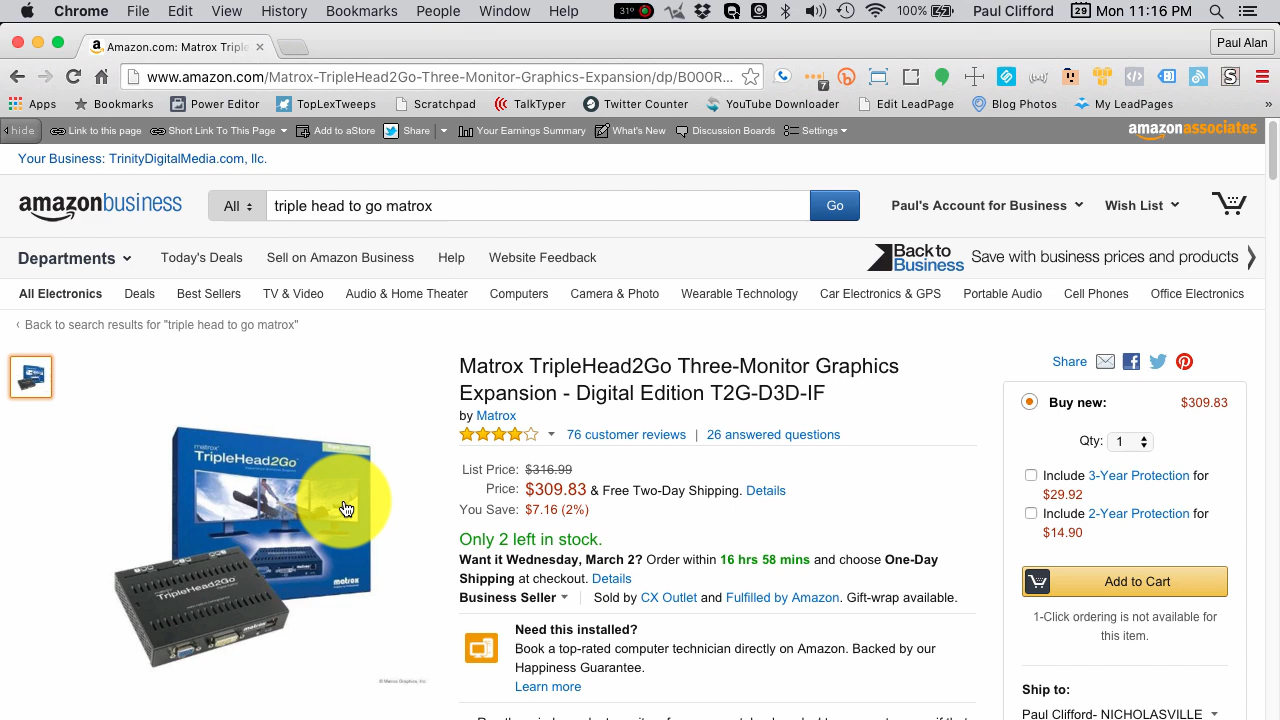 Chrome File Edit View History Bookmarks People Window Help 31° 100% Paul Clifford 29 Mon 11:16 PM
a Amazon.com: Matrox Triple × Paul Alan
www.amazon.com/Matrox-TripleHead2Go-Three-Monitor-Graphics-Expansion/dp/B000R... 7
Apps Bookmarks Power Editor TopLexTweeps Scratchpad TalkTyper Twitter Counter YouTube Downloader Edit LeadPage Blog Photos My LeadPages »
hide Link to this page Short Link To This Page Add to aStore Share Your Earnings Summary What's New Discussion Boards Settings amazonassociates
Your Business: TrinityDigitalMedia.com, llc.
amazonbusiness All triple head to go matrox Go Paul's Account for Business Wish List
Departments Today's Deals Sell on Amazon Business Help Website Feedback Back to Business Save with business prices and products
All Electronics Deals Best Sellers TV & Video Audio & Home Theater Computers Camera & Photo Wearable Technology Car Electronics & GPS Portable Audio Cell Phones Office Electronics
‹ Back to search results for "triple head to go matrox"
matrox
TripleHead2Go
TripleHead2Go
matrox
Matrox TripleHead2Go Three-Monitor Graphics
Expansion - Digital Edition T2G-D3D-IF
by Matrox
76 customer reviews | 26 answered questions
List Price: $316.99
Price: $309.83 & Free Two-Day Shipping. Details
You Save: $7.16 (2%)
Only 2 left in stock.
Want it Wednesday, March 2? Order within 16 hrs 58 mins and choose One-Day
Shipping at checkout. Details
Business Seller Sold by CX Outlet and Fulfilled by Amazon. Gift-wrap available.
Need this installed?
Book a top-rated computer technician directly on Amazon. Backed by our
Happiness Guarantee.
Learn more
Share
Buy new: $309.83
Qty: 1
Include 3-Year Protection for
$29.92
Include 2-Year Protection for
$14.90
Add to Cart
1-Click ordering is not available for
this item.
Ship to:
Paul Clifford- NICHOLASVILLE